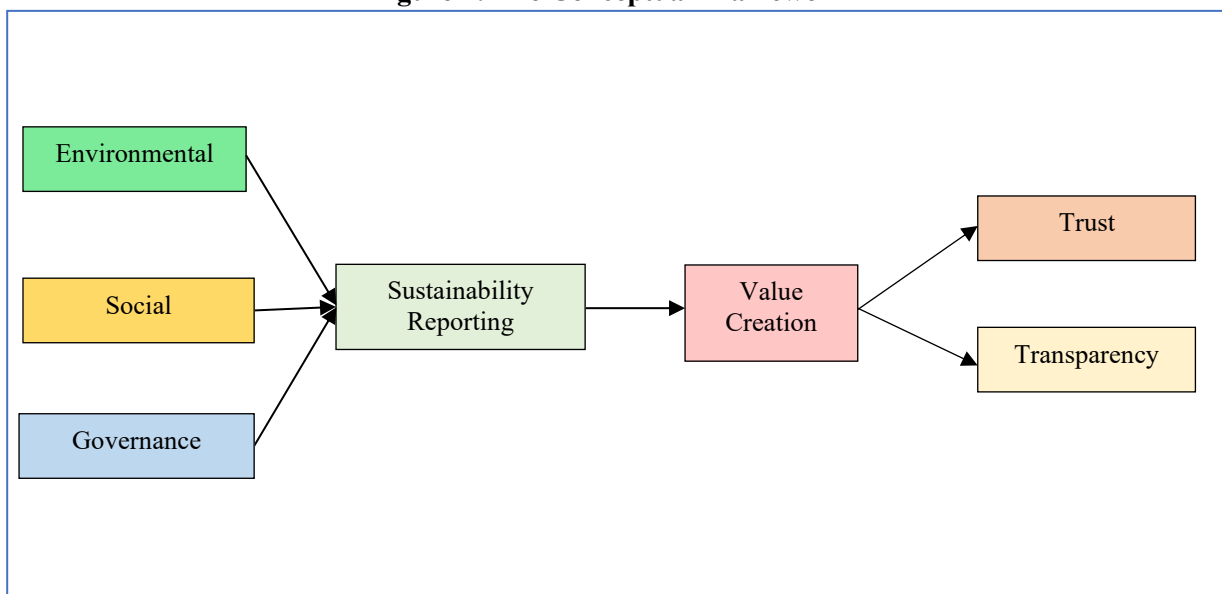 Environmental
Social
Governance
Sustainability
Reporting
Value
Creation
Trust
Transparency